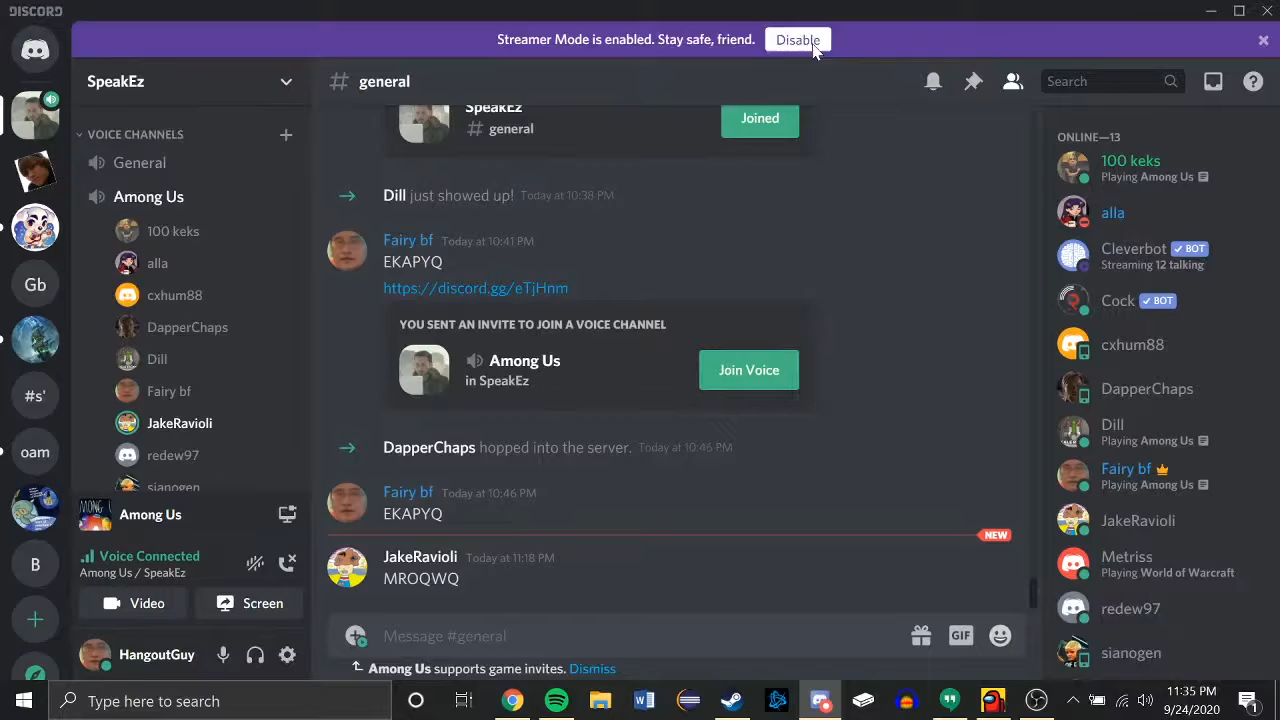 DISCORD
Streamer Mode is enabled. Stay safe, friend.
Disable
SpeakEz
general
Search
VOICE CHANNELS
General
Among Us
100 keks
alla
cxhum88
DapperChaps
Dill
Fairy bf
JakeRavioli
redew97
sianogen
MONG
Among Us
Voice Connected
Among Us / SpeakEz
Video
Screen
HangoutGuy
Gb
#s'
oam
B
SpeakEz
general
Joined
Dill just showed up! Today at 10:38 PM
Fairy bf Today at 10:41 PM
EKAPYQ
https://discord.gg/eTjHnm
YOU SENT AN INVITE TO JOIN A VOICE CHANNEL
Among Us
in SpeakEz
Join Voice
DapperChaps hopped into the server. Today at 10:46 PM
Fairy bf Today at 10:46 PM
EKAPYQ
NEW
JakeRavioli Today at 11:18 PM
MROQWQ
Message #general
GIF
Among Us supports game invites. Dismiss
ONLINE—13
100 keks
Playing Among Us
alla
Cleverbot BOT
Streaming 12 talking
Cock BOT
cxhum88
DapperChaps
Dill
Playing Among Us
Fairy bf
Playing Among Us
JakeRavioli
Metriss
Playing World of Warcraft
redew97
sianogen
Type here to search
11:35 PM
9/24/2020
1